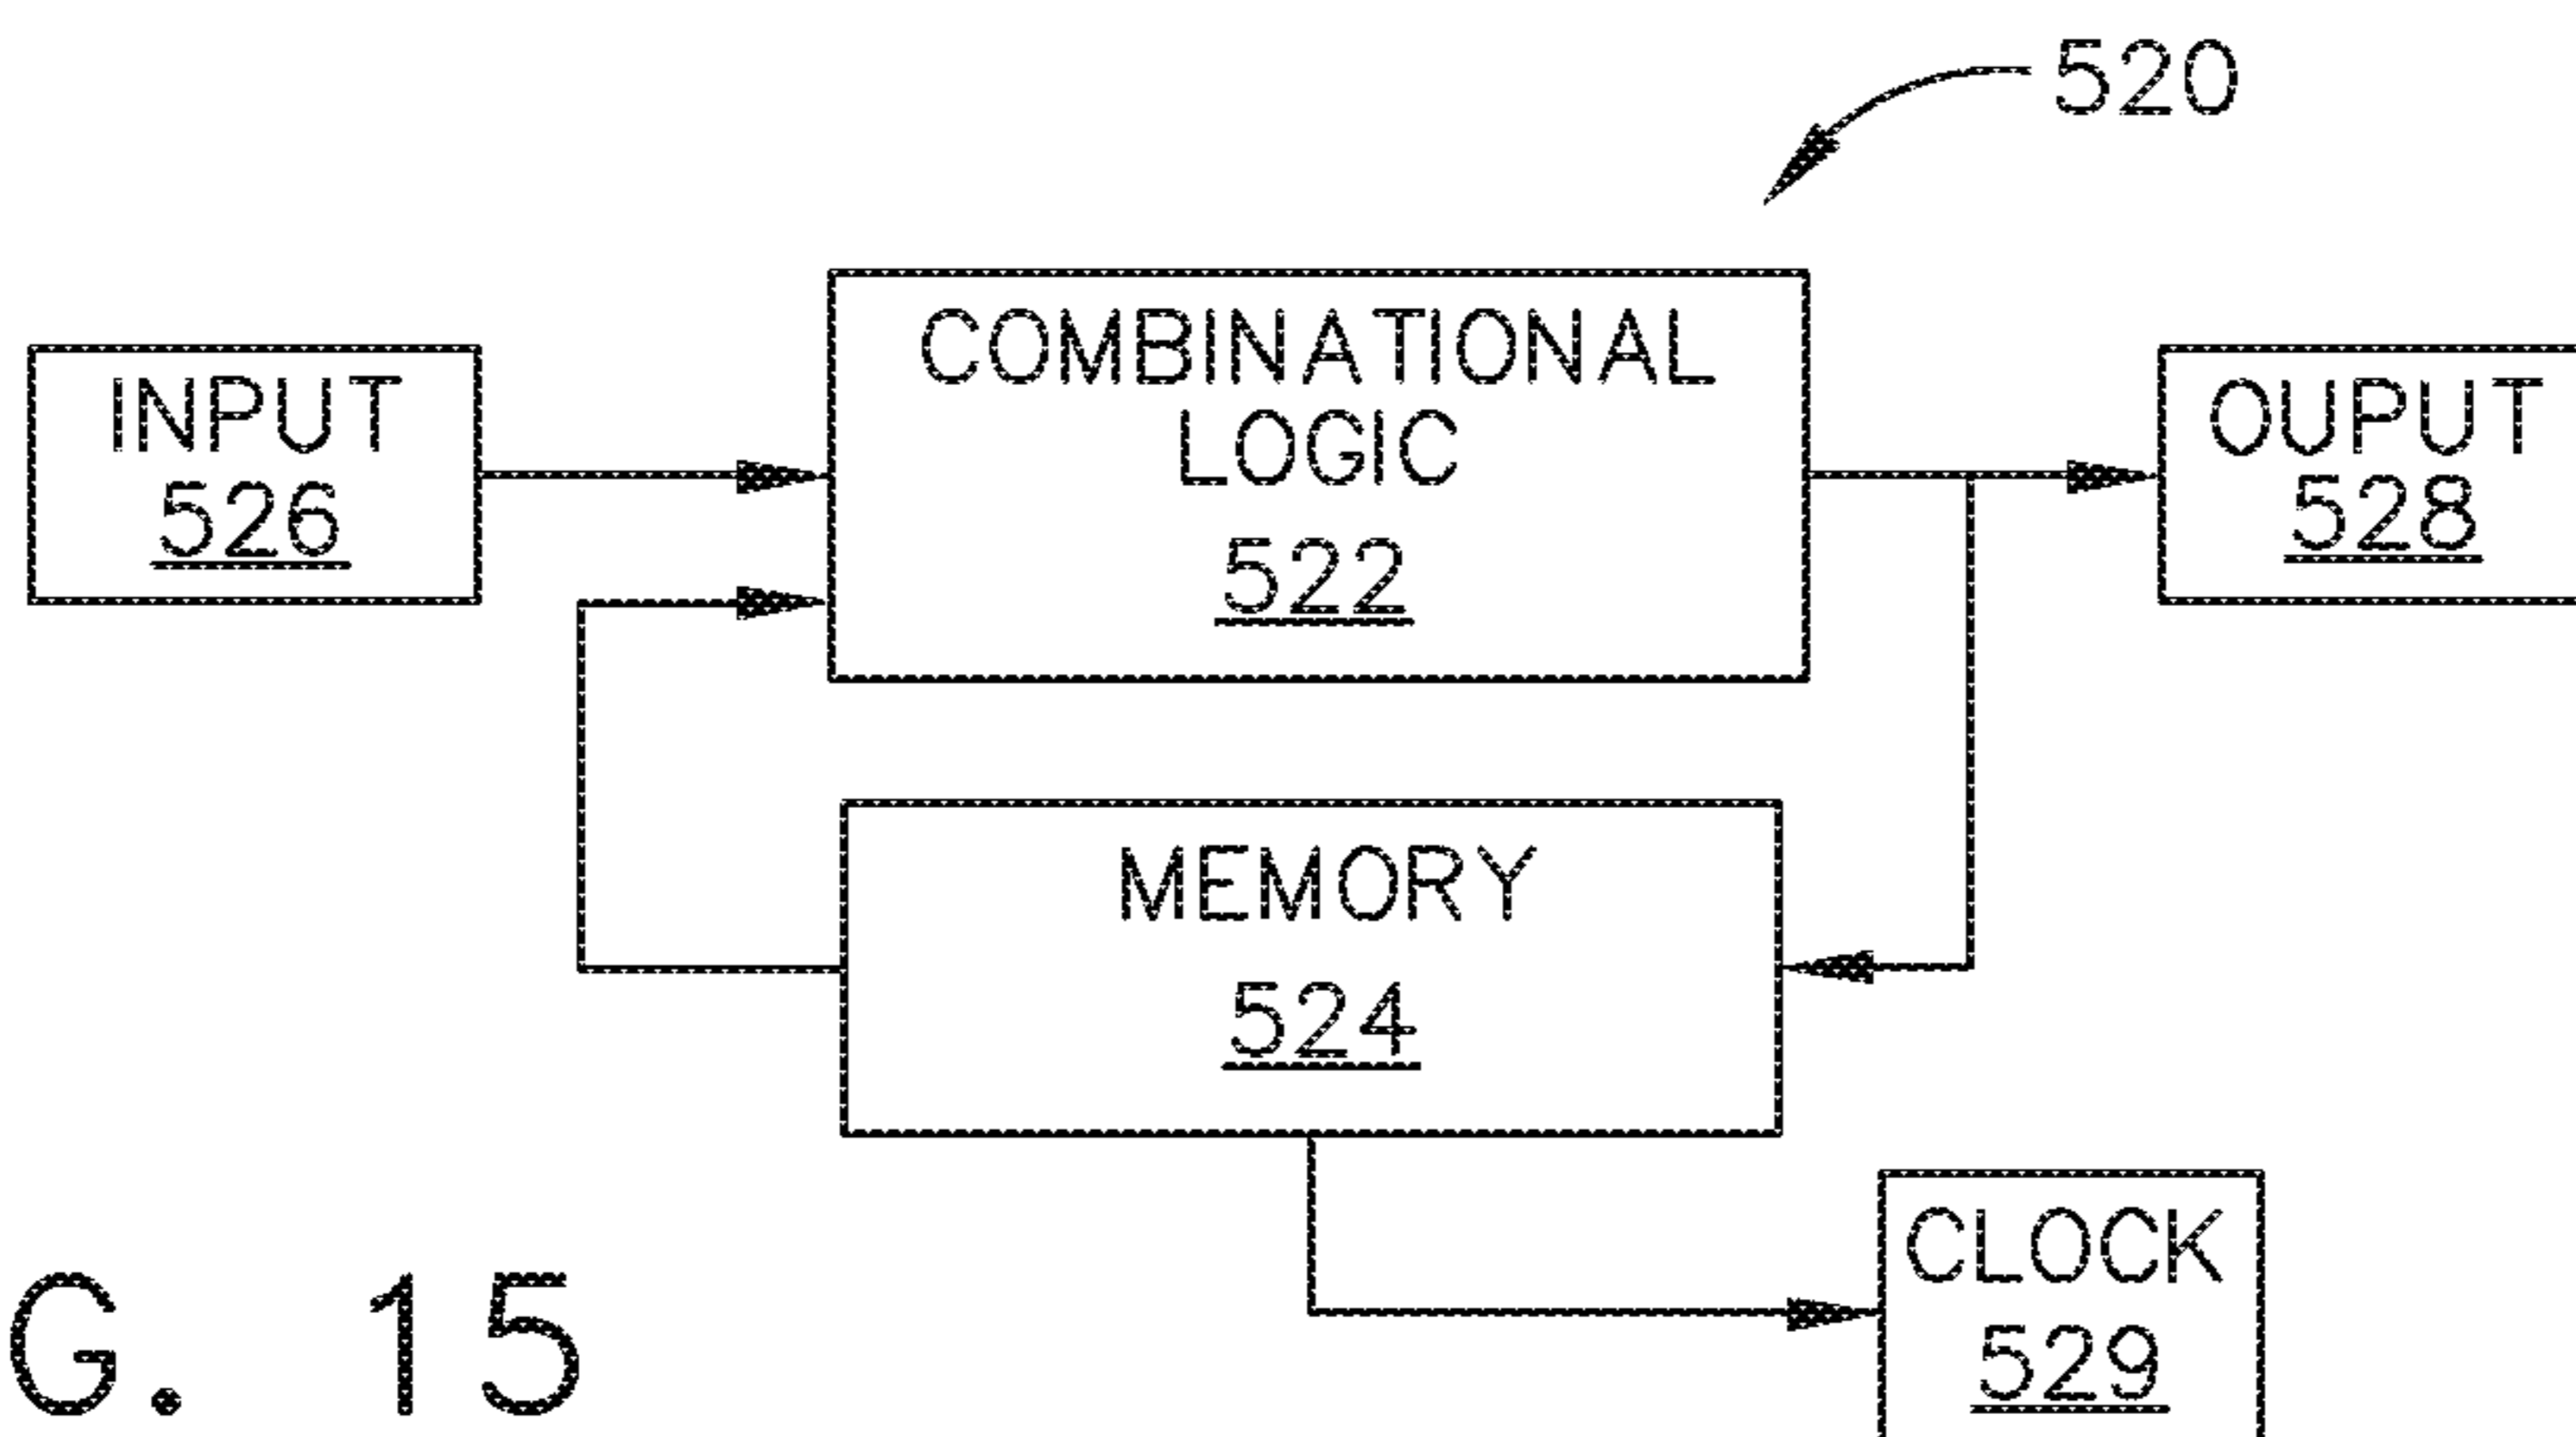 520
COMBINATIONAL
LOGIC
522
INPUT
526
OUPUT
528
MEMORY
524
CLOCK
529
G. 15